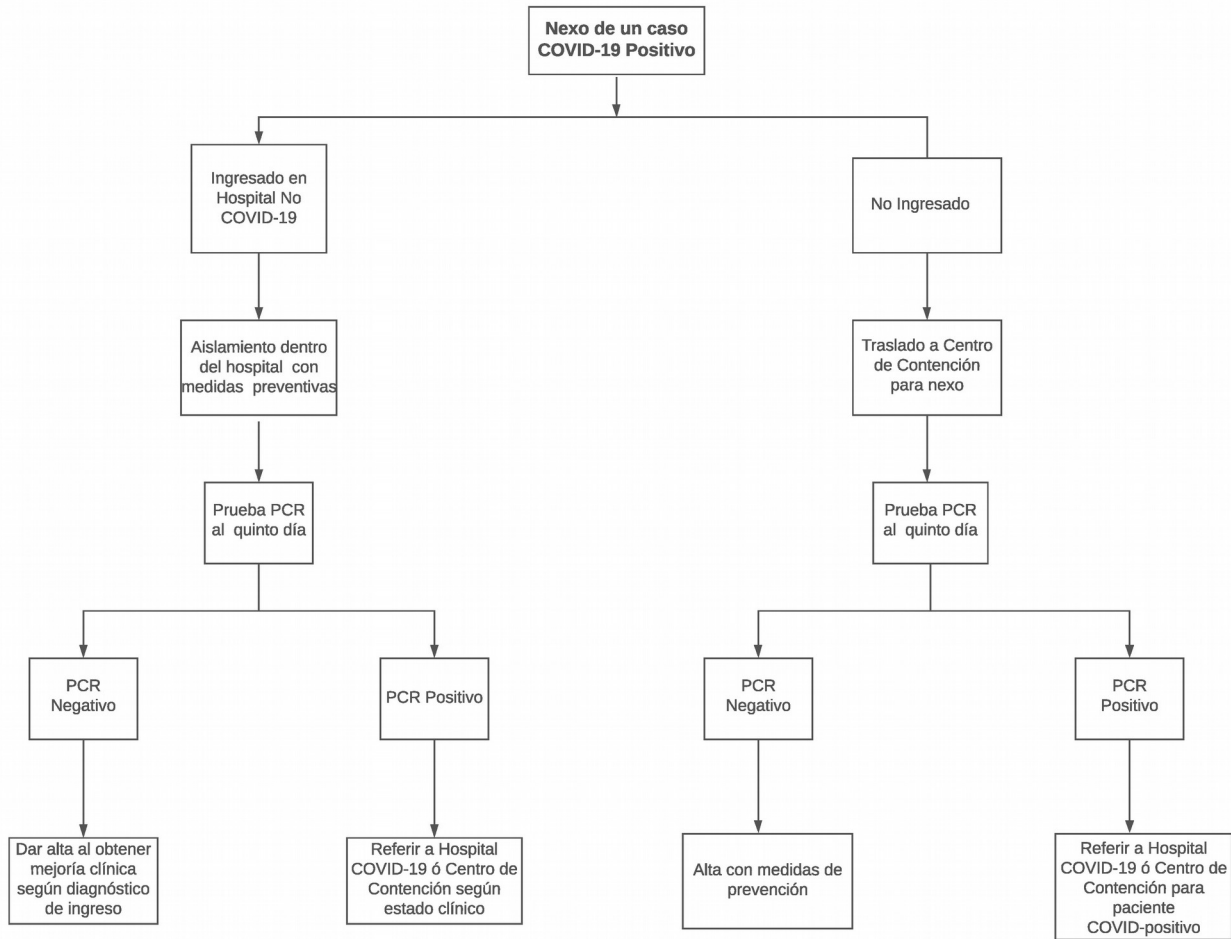 Nexo de un caso
COVID-19 Positivo
Ingresado en
Hospital No
COVID-19
No Ingresado
Aislamiento dentro
del hospital con
medidas preventivas
Traslado a Centro
de Contención
para nexo
Prueba PCR
al quinto día
Prueba PCR
al quinto día
PCR
Negativo
PCR Positivo
PCR
Negativo
PCR
Positivo
Dar alta al obtener
mejoría clínica
según diagnóstico
de ingreso
Referir a Hospital
COVID-19 ó Centro de
Contención según
estado clínico
Alta con medidas de
prevención
Referir a Hospital
COVID-19 ó Centro de
Contención para
paciente
COVID-positivo